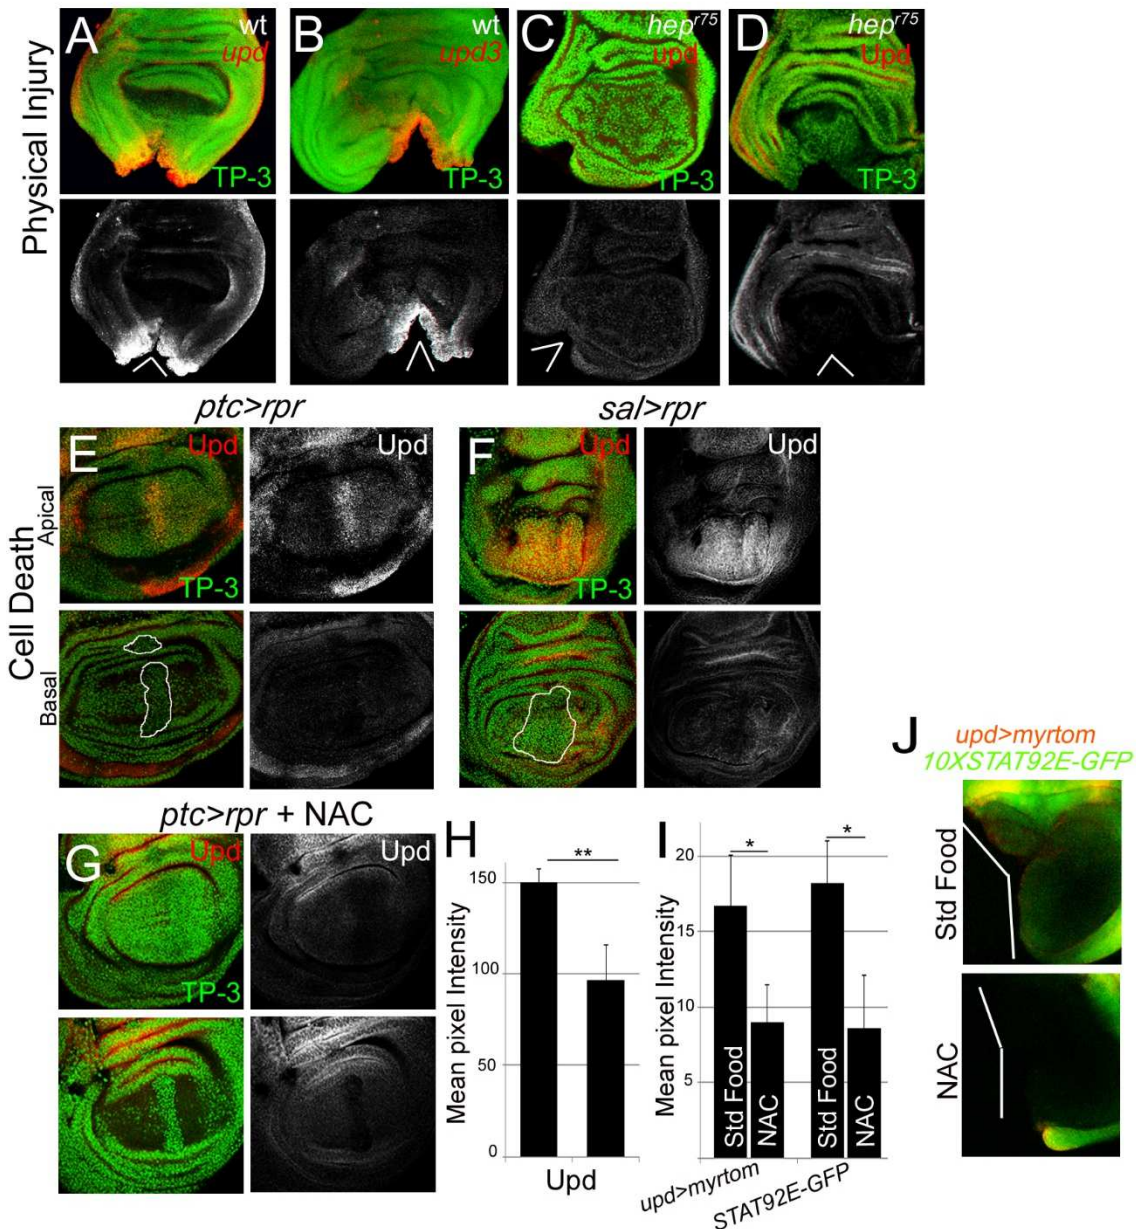 Physical Injury
A
wt
upd
TP-3
B
wt
upd3
TP-3
C
hep^r75
upd
TP-3
D
hep^r75
Upd
TP-3
ptc>rpr
sal>rpr
Cell Death
Apical
Basal
E
Upd
TP-3
Upd
F
TP-3
Upd
ptc>rpr + NAC
G
Upd
TP-3
Upd
H
**
Mean pixel Intensity
150
100
50
0
Upd
I
*
*
Mean pixel Intensity
20
15
10
5
Std Food
NAC
Std Food
NAC
upd>myrtom
STAT92E-GFP
J
upd>myrtom
10XSTAT92E-GFP
Std Food
NAC